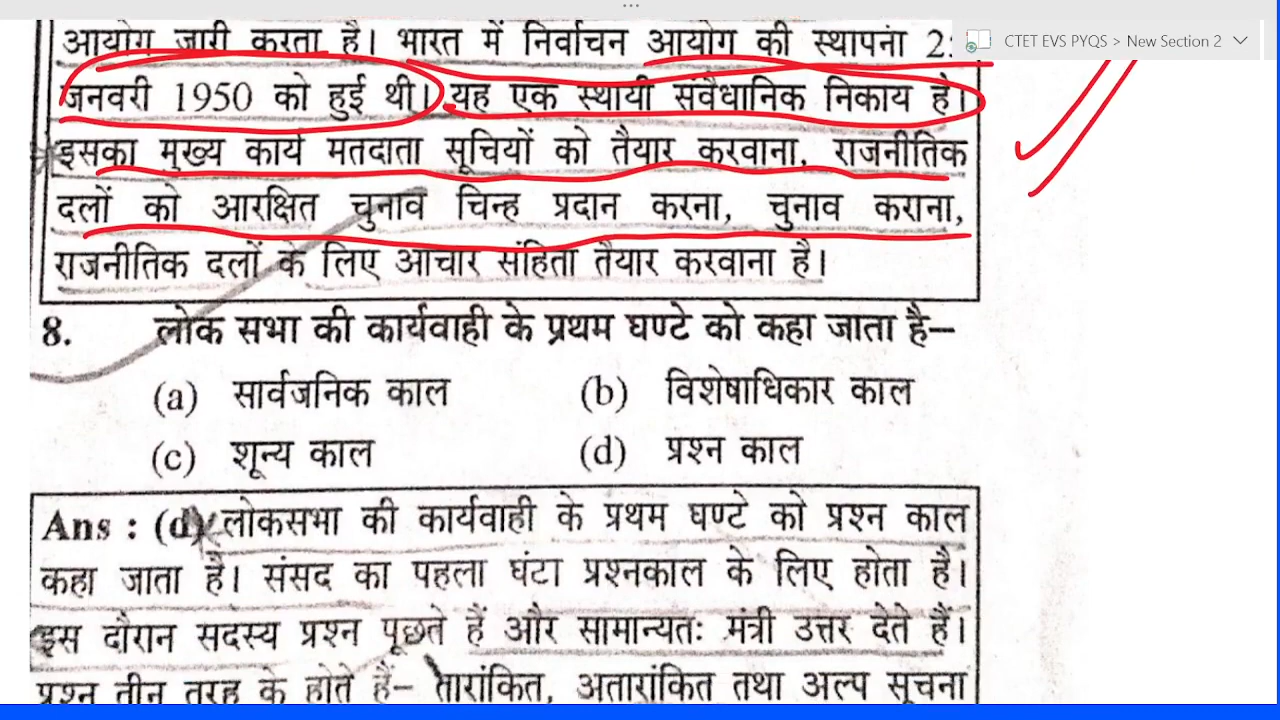 ...
CTET EVS PYQS > New Section 2
आयोग जारी करता है। भारत में निर्वाचन आयोग की स्थापना
जनवरी 1950 को हुई थी। यह एक स्थायी संवैधानिक निकाय है।
इसका मुख्य कार्य मतदाता सूचियों को तैयार करवाना, राजनीतिक
दलों को आरक्षित चुनाव चिन्ह प्रदान करना, चुनाव कराना,
राजनीतिक दलों के लिए आचार संहिता तैयार करवाना है।
8. लोक सभा की कार्यवाही के प्रथम घण्टे को कहा जाता है–
(a) सार्वजनिक काल (b) विशेषाधिकार काल
(c) शून्य काल (d) प्रश्न काल
Ans : (d) लोकसभा की कार्यवाही के प्रथम घण्टे को प्रश्न काल
कहा जाता है। संसद का पहला घंटा प्रश्नकाल के लिए होता है।
इस दौरान सदस्य प्रश्न पूछते हैं और सामान्यतः मंत्री उत्तर देते हैं।
प्रश्न तीन तरह के होते हैं– तारांकित, अतारांकित तथा अल्प सूचना